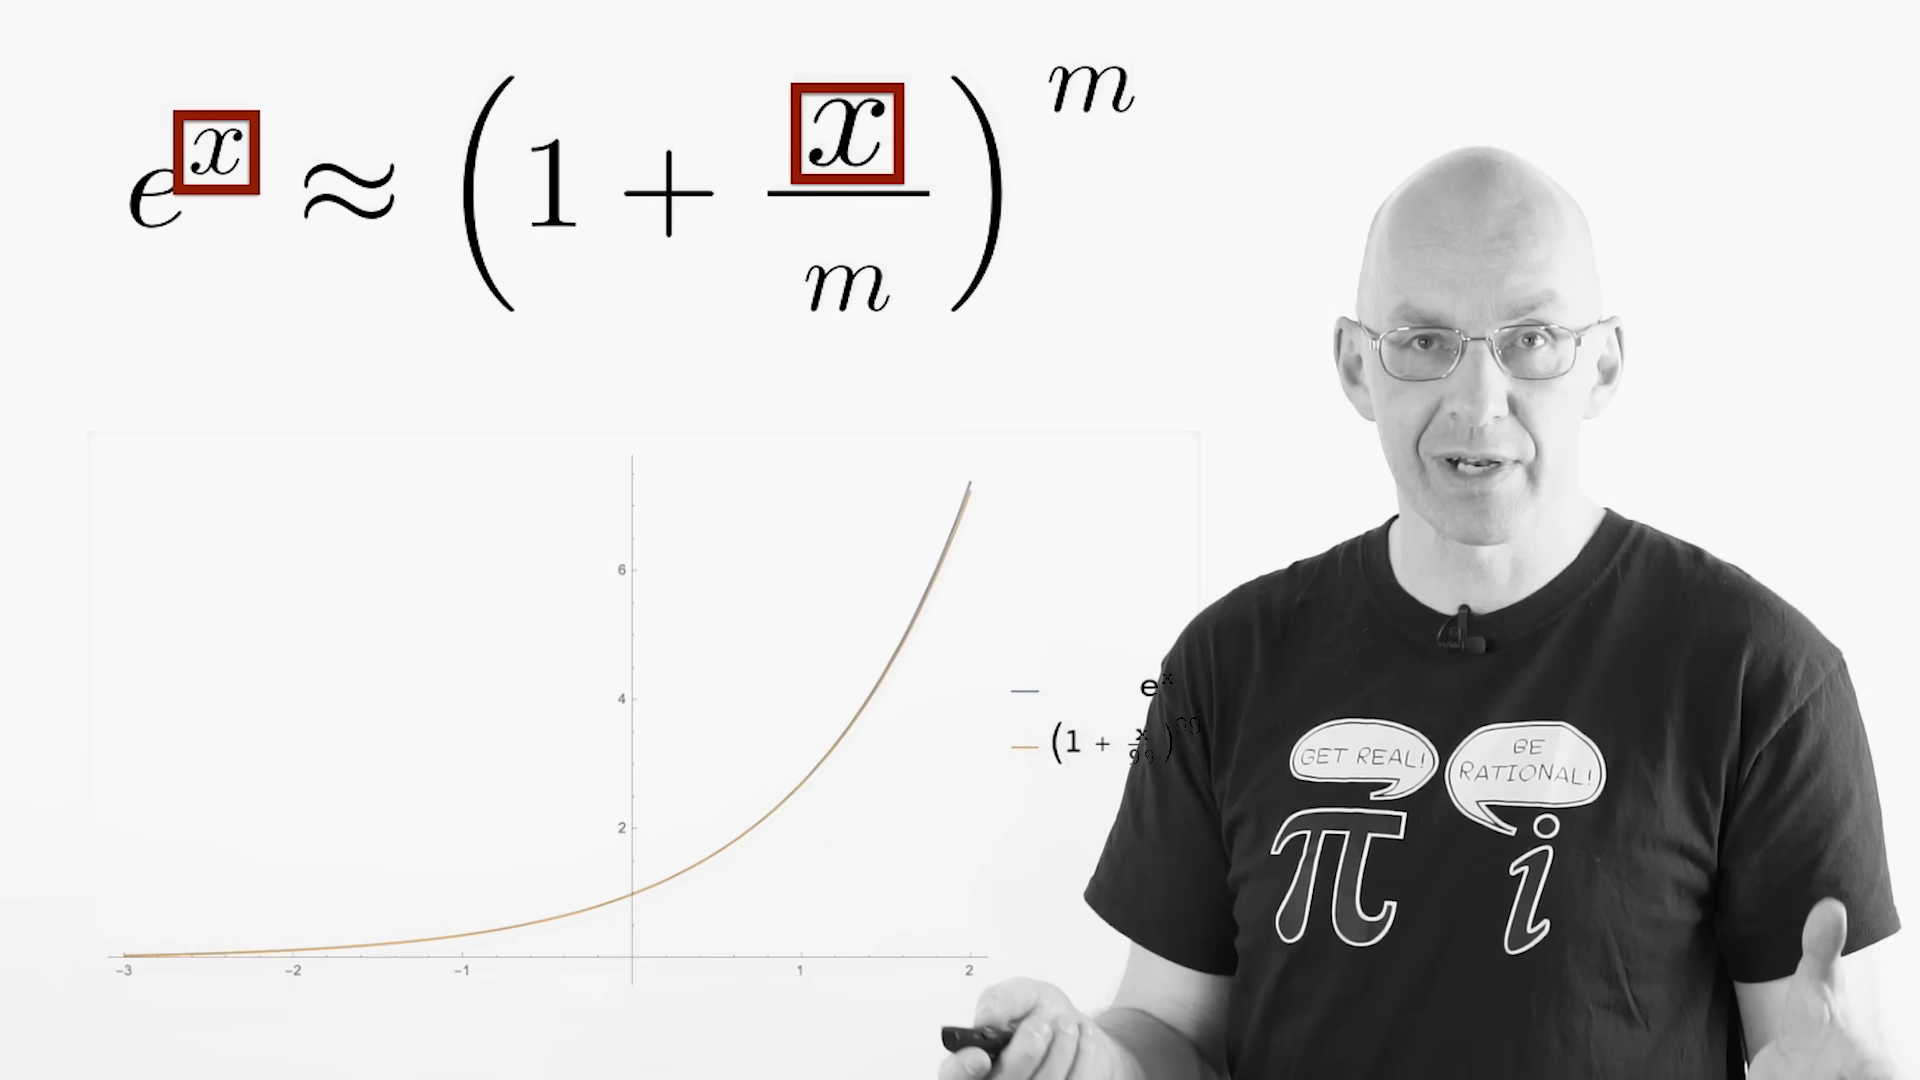 e^x ≈ (1 + x/m)^m
6
4
2
−3 −2 −1 1 2
e^x
(1 + x/99)^99
GET REAL!
BE
RATIONAL!
π i